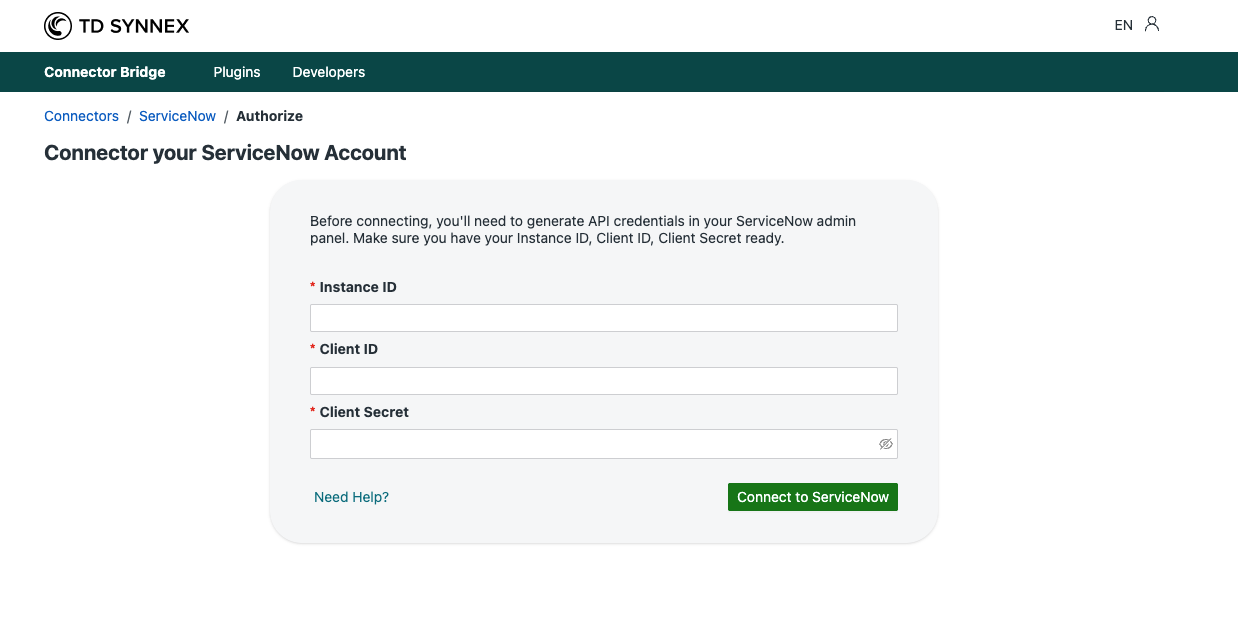 TD SYNNEX
EN
Connector Bridge Plugins Developers
Connectors / ServiceNow / Authorize
Connector your ServiceNow Account
Before connecting, you'll need to generate API credentials in your ServiceNow admin
panel. Make sure you have your Instance ID, Client ID, Client Secret ready.
* Instance ID
* Client ID
* Client Secret
Need Help?
Connect to ServiceNow